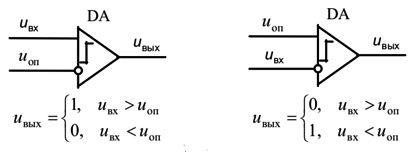 DA
u_вх
u_оп
u_вых
u_вых = { 1, u_вх > u_оп
0, u_вх < u_оп
DA
u_оп
u_вх
u_вых
u_вых = { 0, u_вх > u_оп
1, u_вх < u_оп